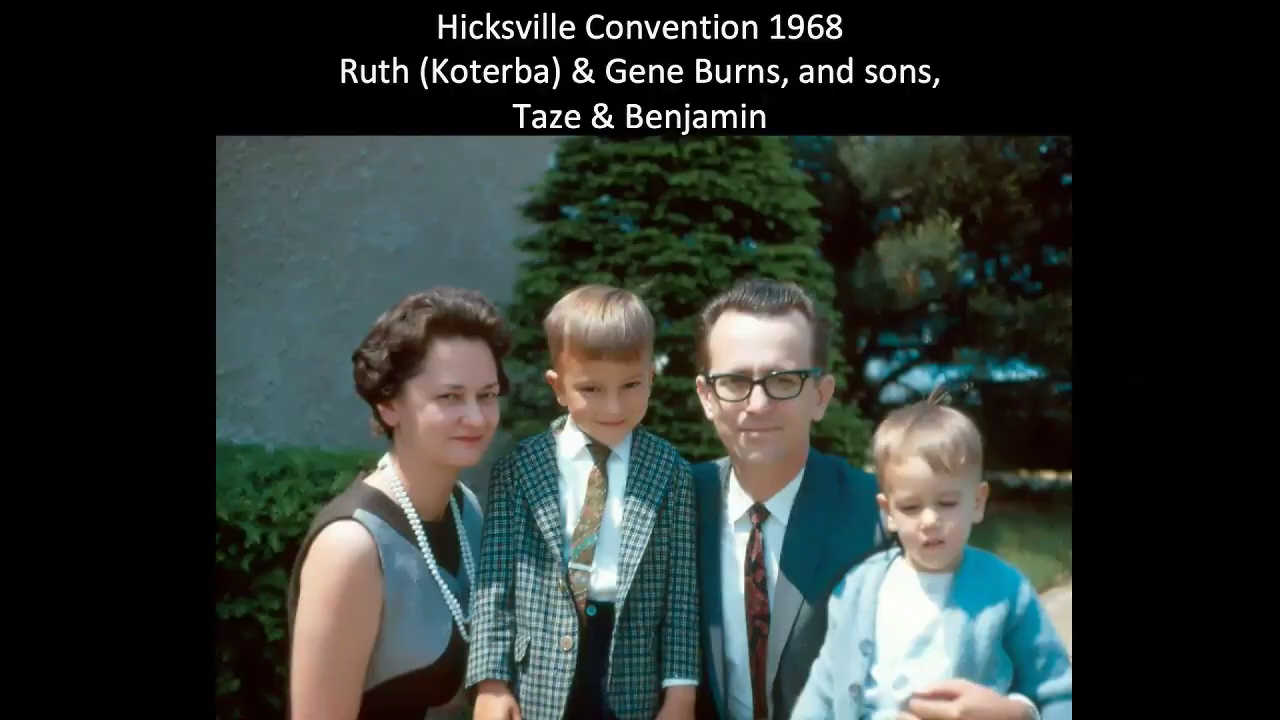 Hicksville Convention 1968
Ruth (Koterba) & Gene Burns, and sons,
Taze & Benjamin